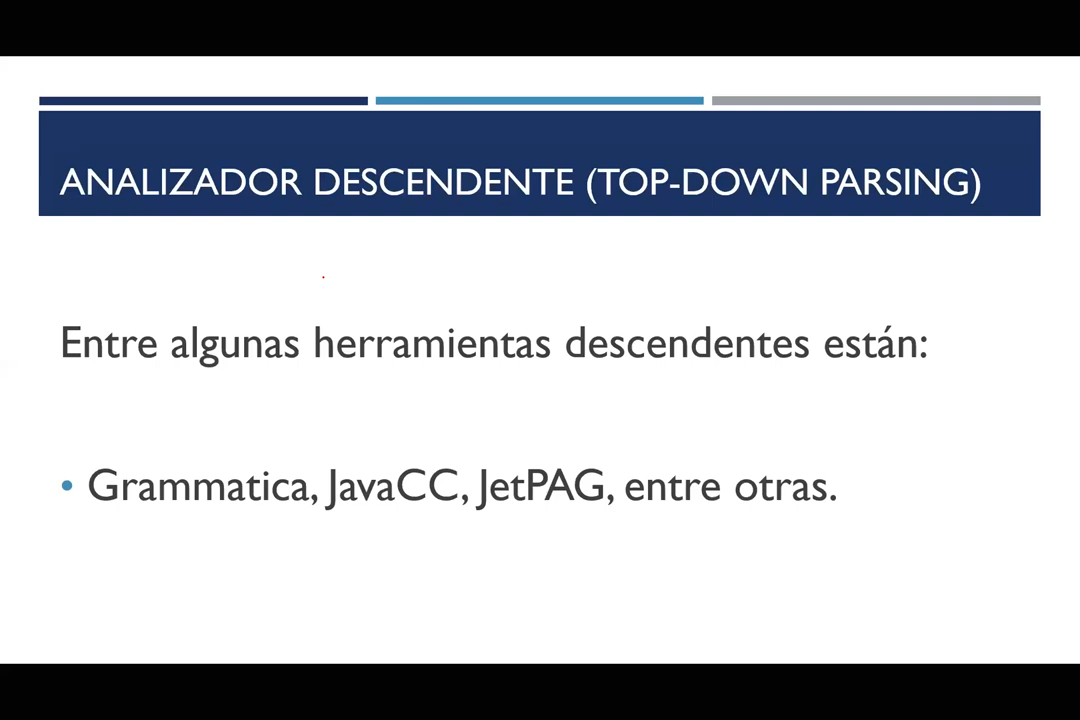 ANALIZADOR DESCENDENTE (TOP-DOWN PARSING)
Entre algunas herramientas descendentes están:
• Grammatica, JavaCC, JetPAG, entre otras.